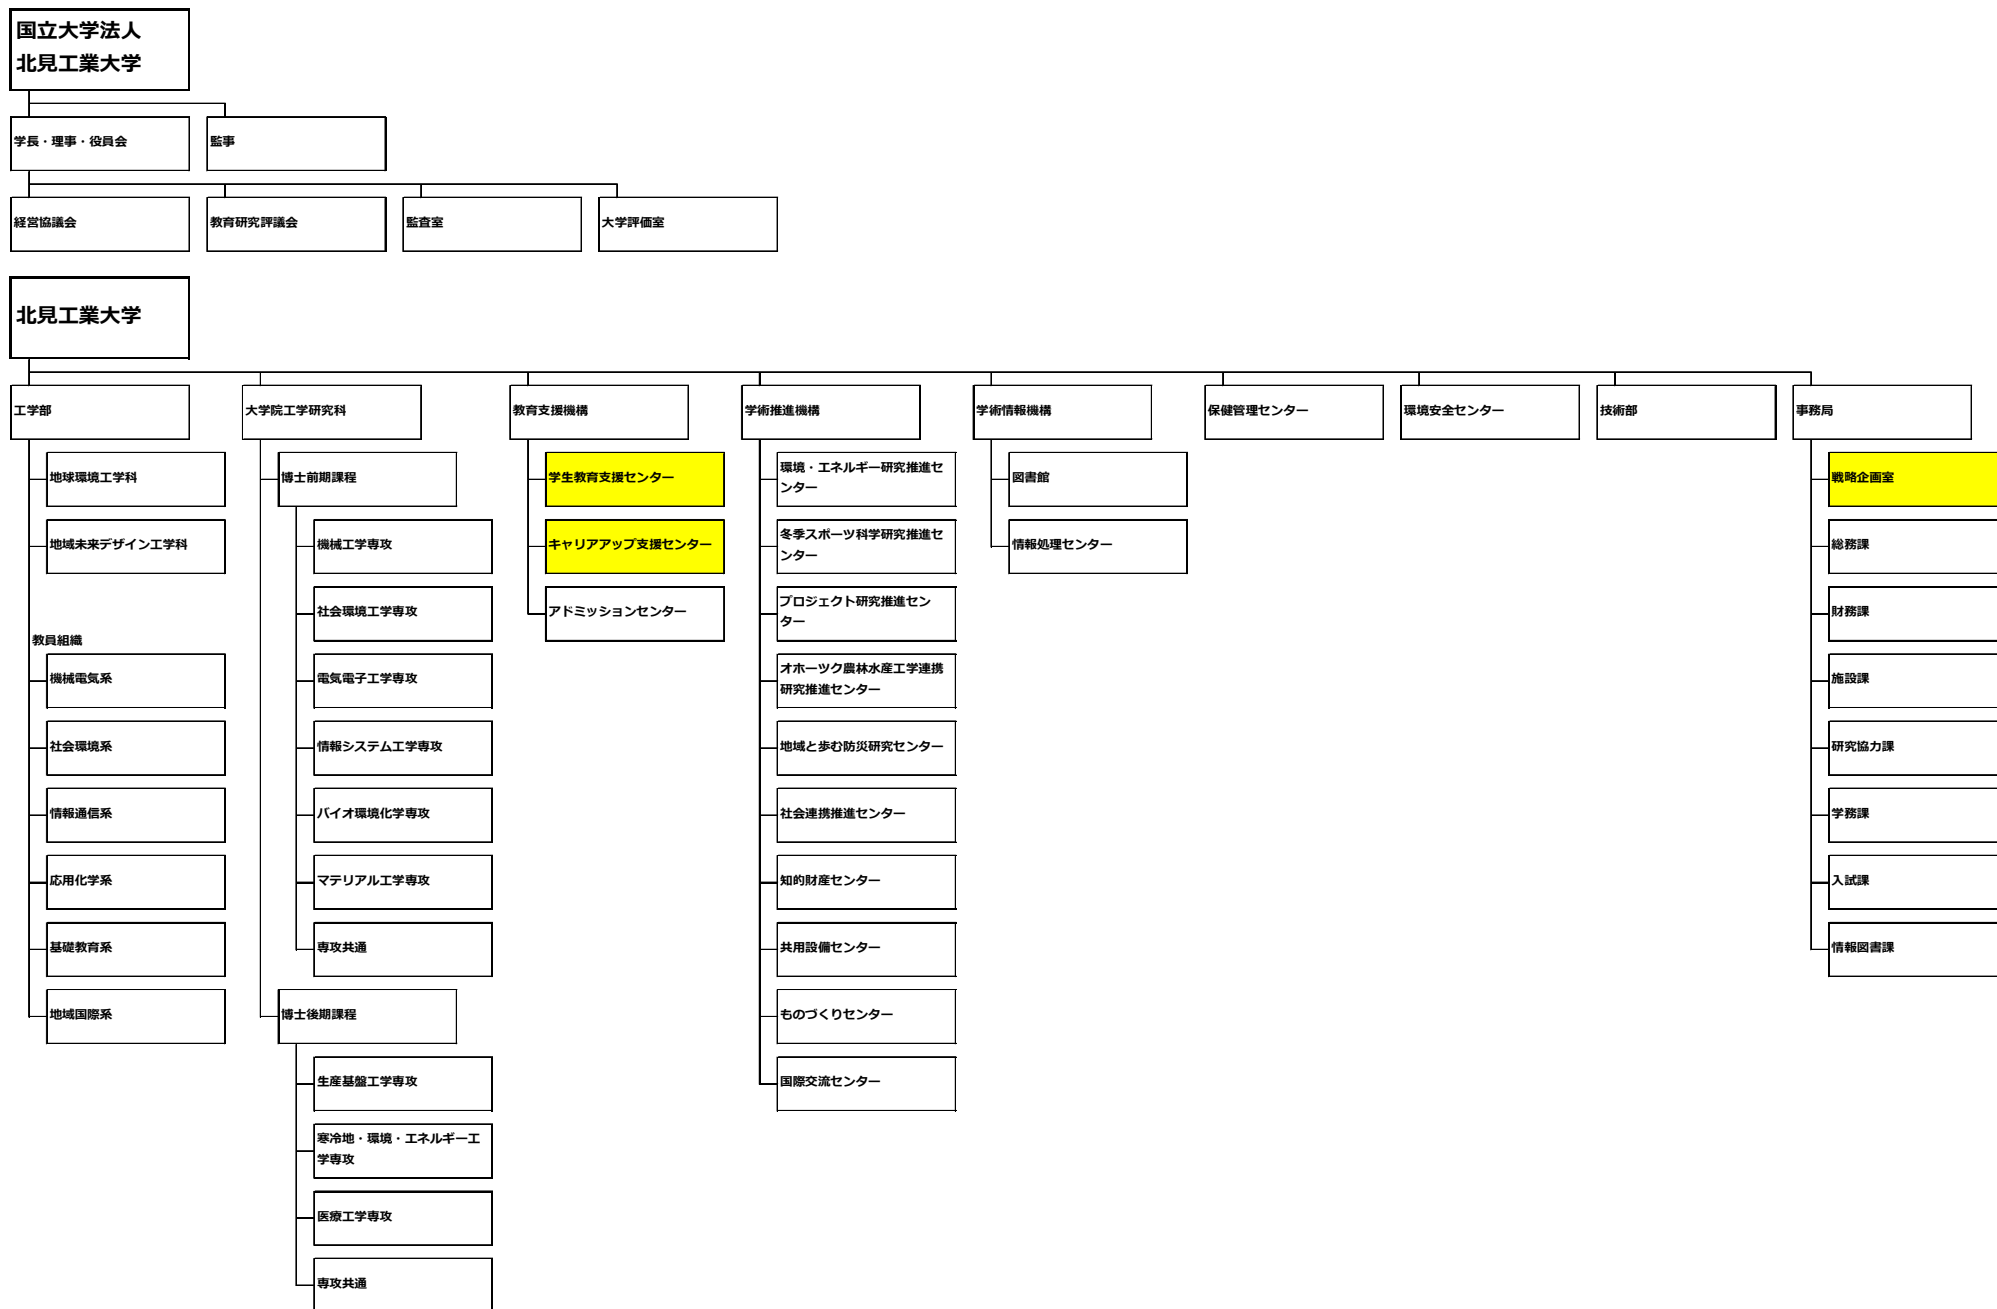 国立大学法人
北見工業大学
学長・理事・役員会
監事
経営協議会
教育研究評議会
監査室
大学評価室
北見工業大学
工学部
地球環境工学科
地域未来デザイン工学科
教員組織
機械電気系
社会環境系
情報通信系
応用化学系
基礎教育系
地域国際系
大学院工学研究科
博士前期課程
機械工学専攻
社会環境工学専攻
電気電子工学専攻
情報システム工学専攻
バイオ環境化学専攻
マテリアル工学専攻
専攻共通
博士後期課程
生産基盤工学専攻
寒冷地・環境・エネルギー工
学専攻
医療工学専攻
専攻共通
教育支援機構
学生教育支援センター
キャリアアップ支援センター
アドミッションセンター
学術推進機構
環境・エネルギー研究推進セ
ンター
冬季スポーツ科学研究推進セ
ンター
プロジェクト研究推進セン
ター
オホーツク農林水産工学連携
研究推進センター
地域と歩む防災研究センター
社会連携推進センター
知的財産センター
共用設備センター
ものづくりセンター
国際交流センター
学術情報機構
図書館
情報処理センター
保健管理センター
環境安全センター
技術部
事務局
戦略企画室
総務課
財務課
施設課
研究協力課
学務課
入試課
情報図書課